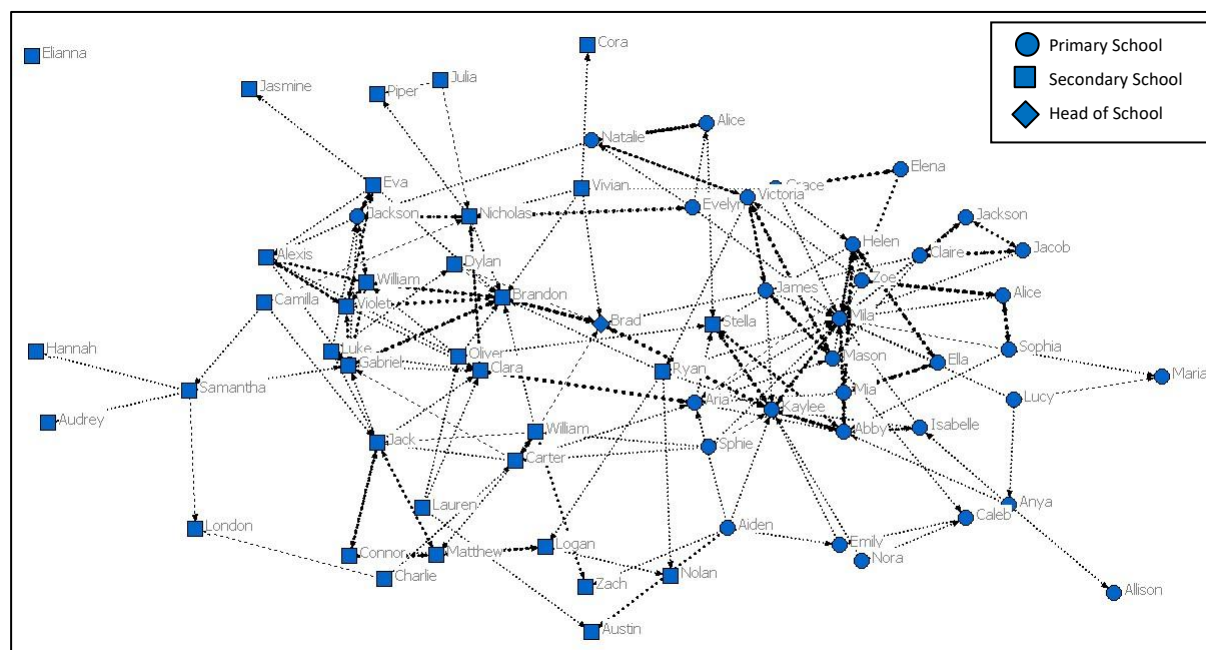 Cora
Elianna
Primary School
Secondary School
Head of School
Jasmine
Piper
Julia
Natalie
Alice
Elena
Eva
Vivian
Grace
Victoria
Jackson
Nicholas
Evelyn
Jackson
Helen
Claire
Jacob
Alexis
Dylan
William
Zoe
James
Alice
Camilla
Violet
Brandon
Brad
Stella
Mila
Hannah
Luke
Gabriel
Oliver
Clara
Ryan
Mason
Ella
Sophia
Maria
Samantha
Audrey
Aria
Kaylee
Mia
Lucy
Jack
William
Carter
Sphie
Abby
Isabelle
London
Lauren
Aiden
Caleb
Anya
Connor
Matthew
Logan
Emily
Nora
Charlie
Zach
Nolan
Allison
Austin